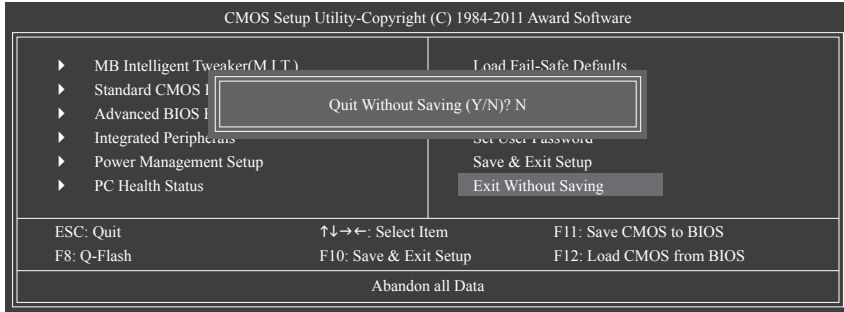 CMOS Setup Utility-Copyright (C) 1984-2011 Award Software
MB Intelligent Tweaker(M.I.T.)
Load Fail-Safe Defaults
Standard CMOS
Advanced BIOS
Quit Without Saving (Y/N)? N
Integrated Peripherals
Set User Password
Power Management Setup
Save & Exit Setup
PC Health Status
Exit Without Saving
ESC: Quit
↑↓→←: Select Item
F11: Save CMOS to BIOS
F8: Q-Flash
F10: Save & Exit Setup
F12: Load CMOS from BIOS
Abandon all Data